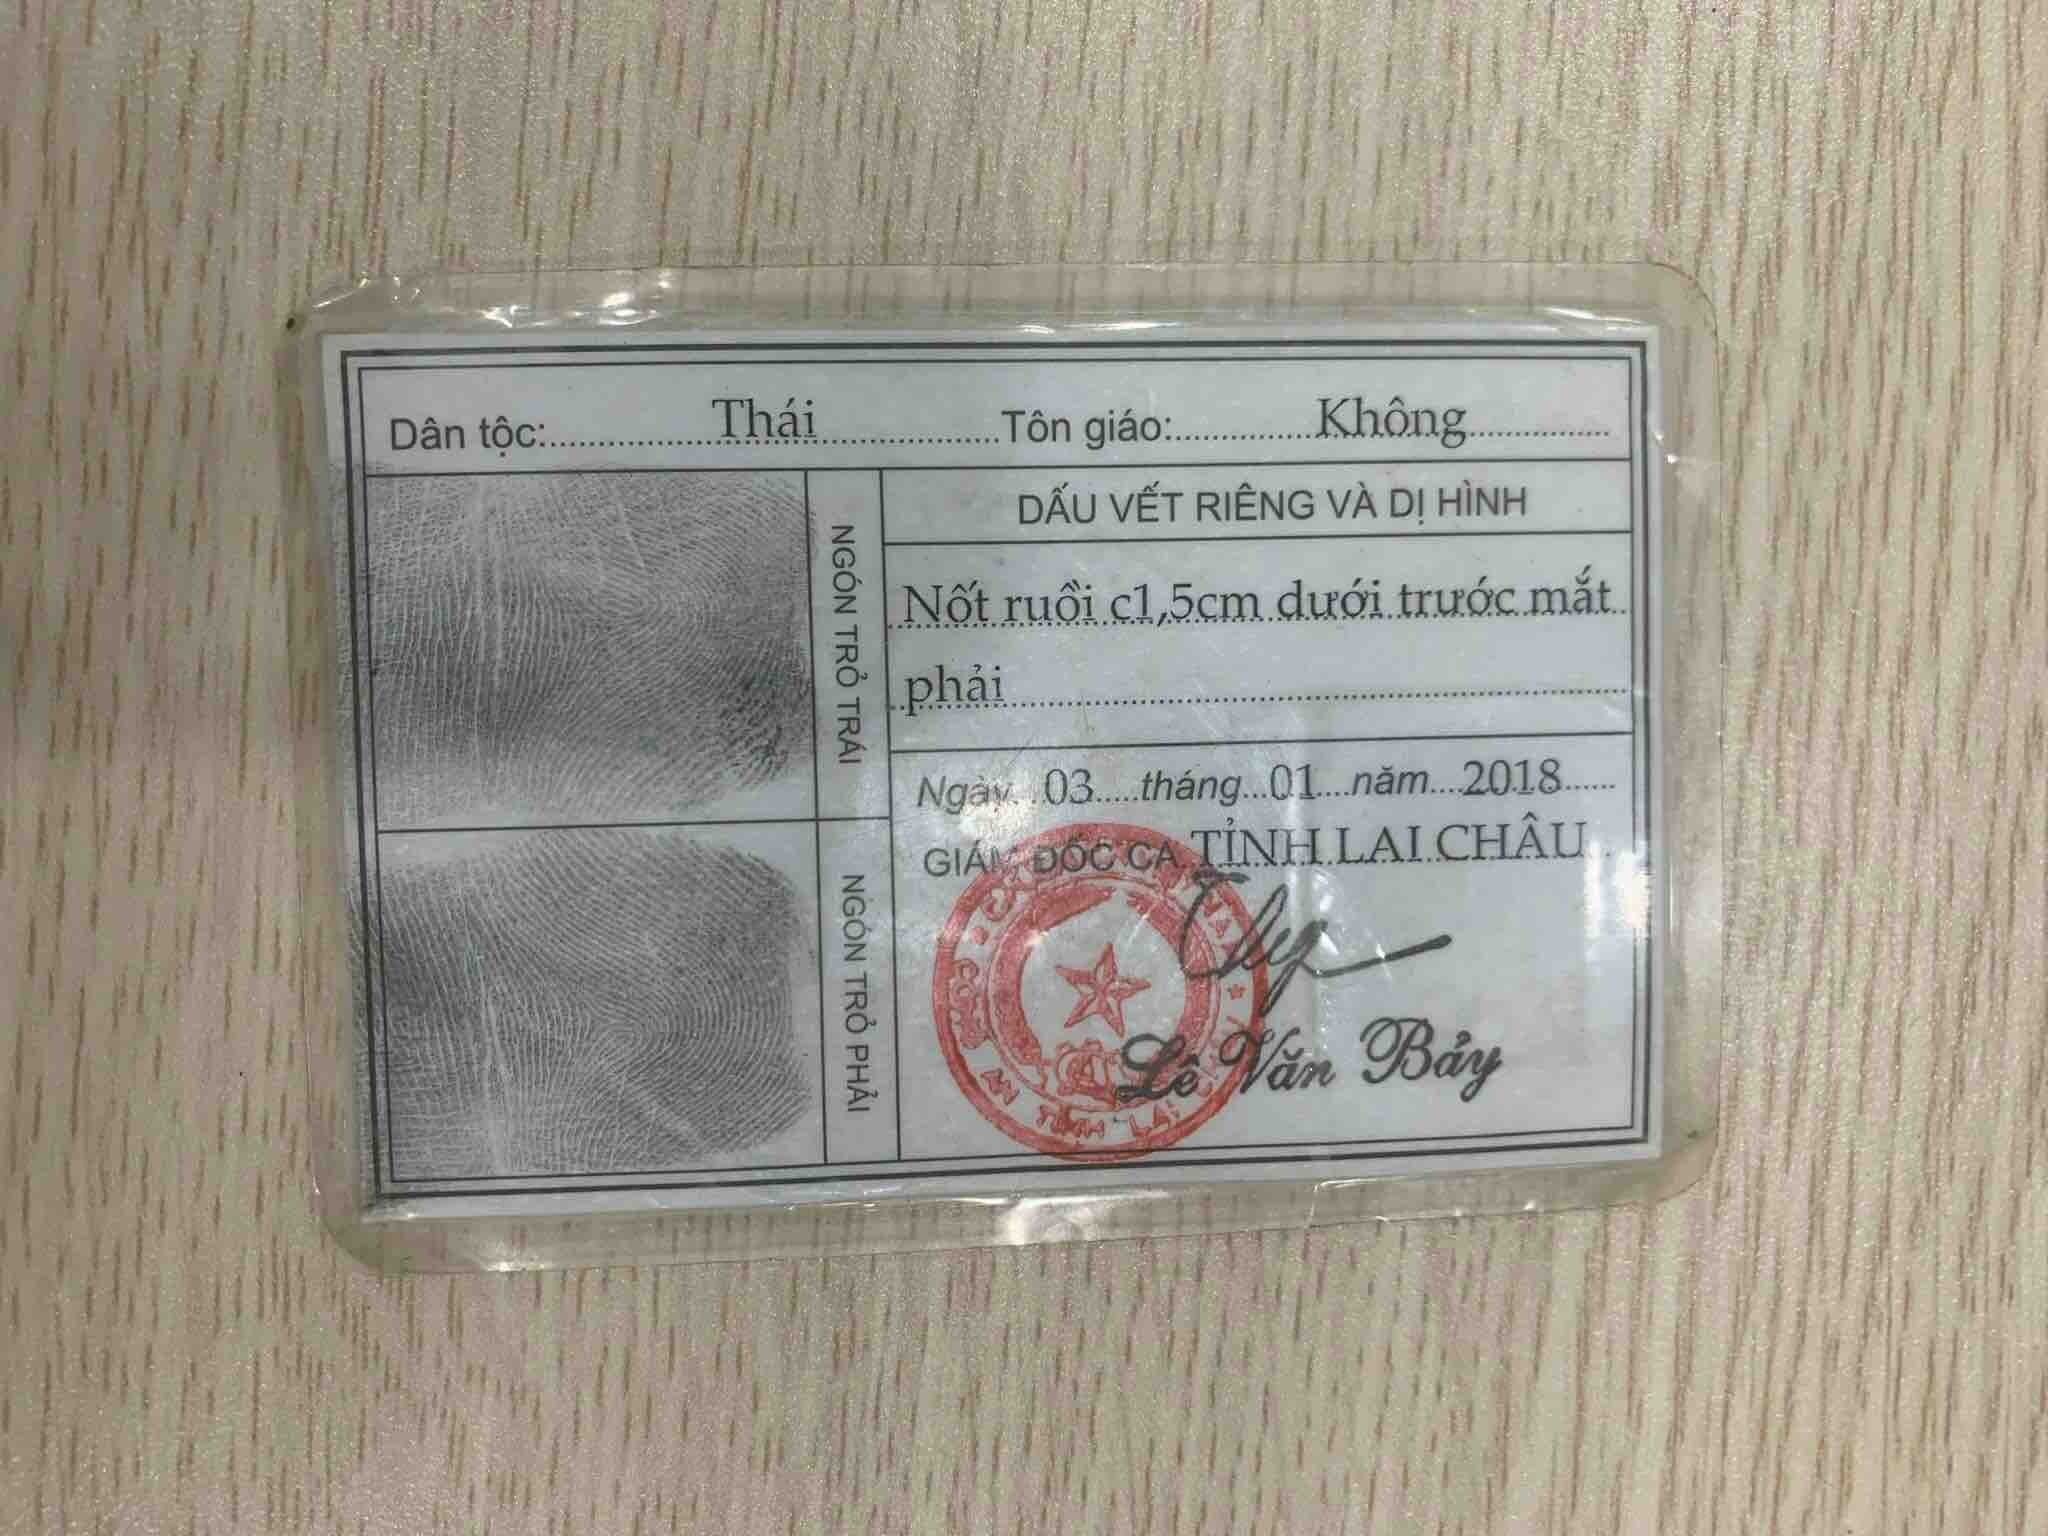 Dân tộc: Thái Tôn giáo: Không
NGÓN TRỎ TRÁI
NGÓN TRỎ PHẢI
DẤU VẾT RIÊNG VÀ DỊ HÌNH
Nốt ruồi c1,5cm dưới trước mắt
phải
Ngày 03 tháng 01 năm 2018
GIÁM ĐỐC CA TỈNH LAI CHÂU
Lê Văn Bảy